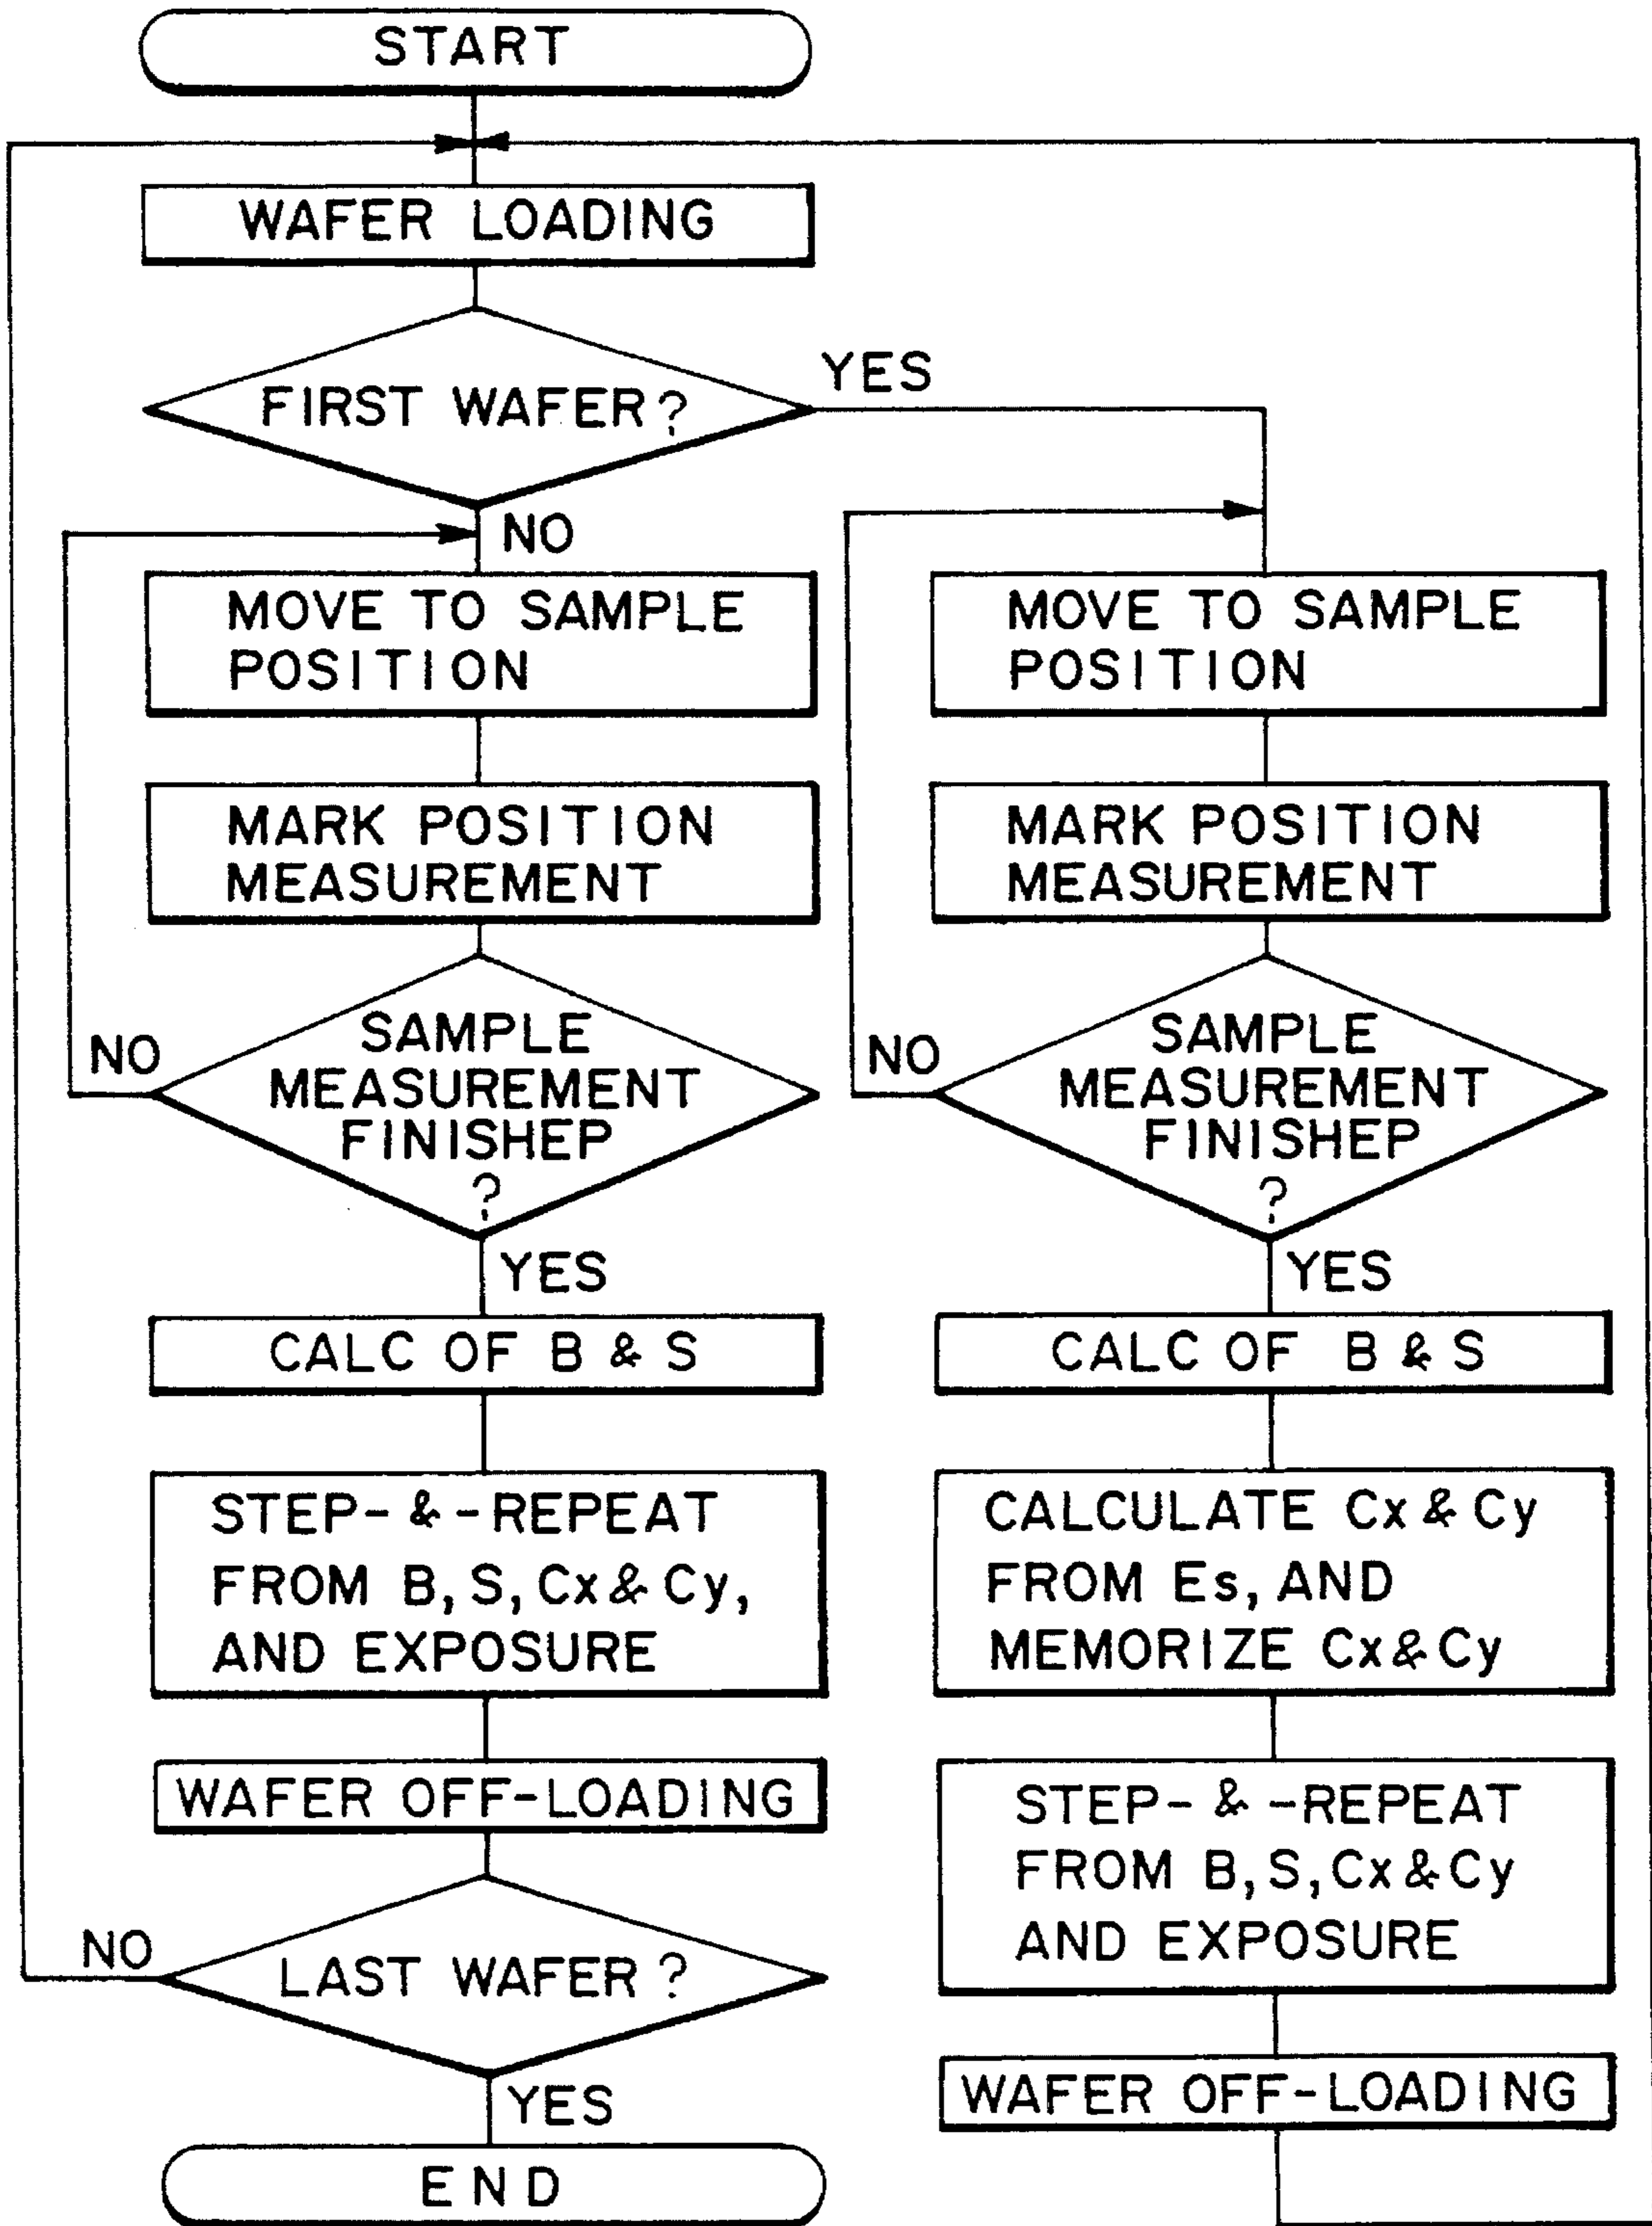 START
WAFER LOADING
FIRST WAFER?
YES
NO
MOVE TO SAMPLE
POSITION
MARK POSITION
MEASUREMENT
SAMPLE
MEASUREMENT
FINISHEP
?
NO
YES
CALC OF B & S
STEP-&-REPEAT
FROM B, S, Cx & Cy,
AND EXPOSURE
WAFER OFF-LOADING
LAST WAFER?
NO
YES
END
MOVE TO SAMPLE
POSITION
MARK POSITION
MEASUREMENT
SAMPLE
MEASUREMENT
FINISHEP
?
NO
YES
CALC OF B & S
CALCULATE Cx & Cy
FROM Es, AND
MEMORIZE Cx & Cy
STEP-&-REPEAT
FROM B, S, Cx & Cy
AND EXPOSURE
WAFER OFF-LOADING